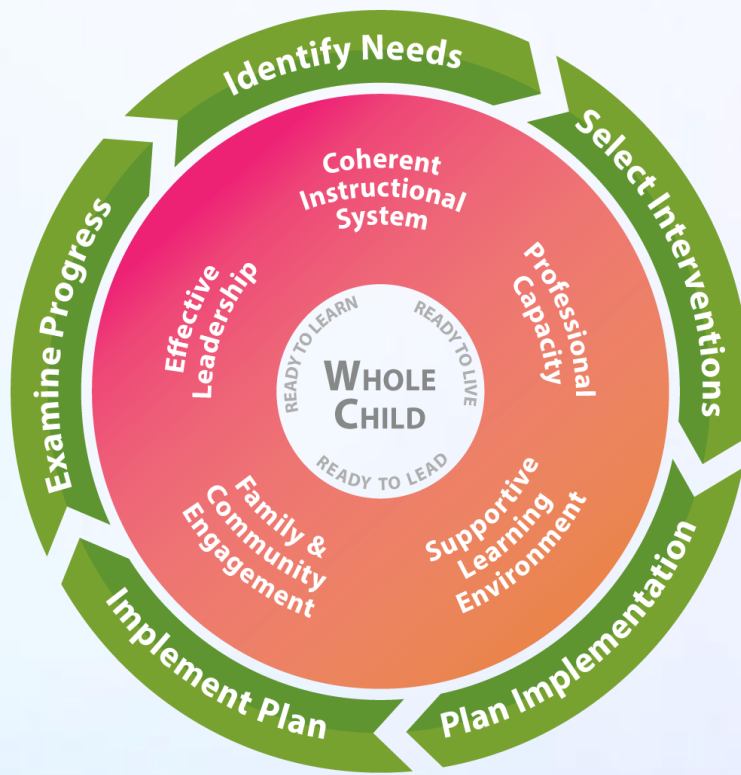 Identify Needs
Select Interventions
Plan Implementation
Implement Plan
Examine Progress
Coherent
Instructional
System
Professional
Capacity
Supportive
Learning
Environment
Family &
Community
Engagement
Effective
Leadership
READY TO LEARN
READY TO LIVE
READY TO LEAD
WHOLE
CHILD